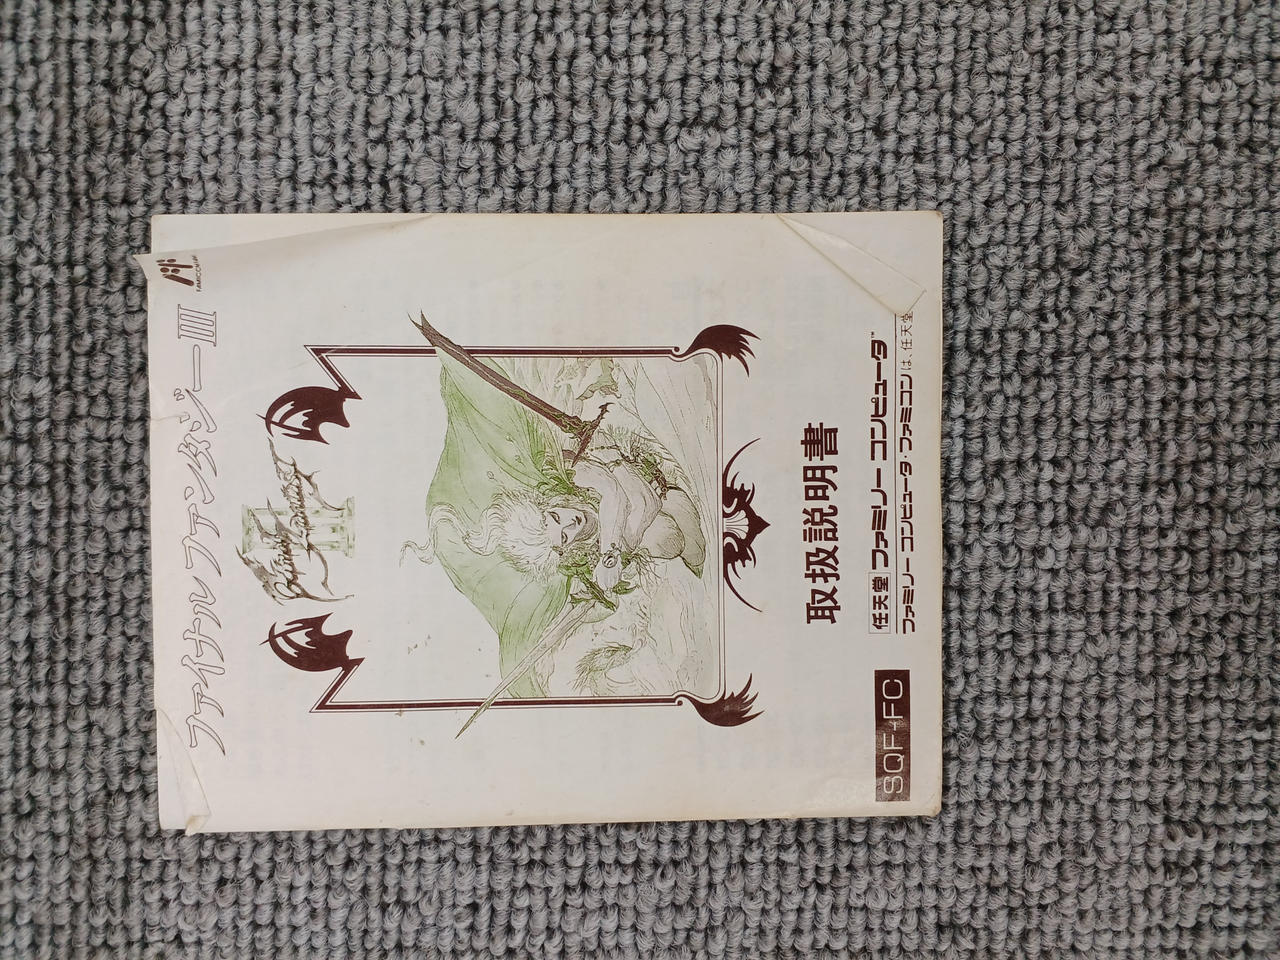 ファイナルファンタジーIII
FAMICOM
FINAL FANTASY
III
取扱説明書
任天堂 ファミリーコンピュータ™
ファミリーコンピュータ・ファミコンは、任天堂
SQF-FC